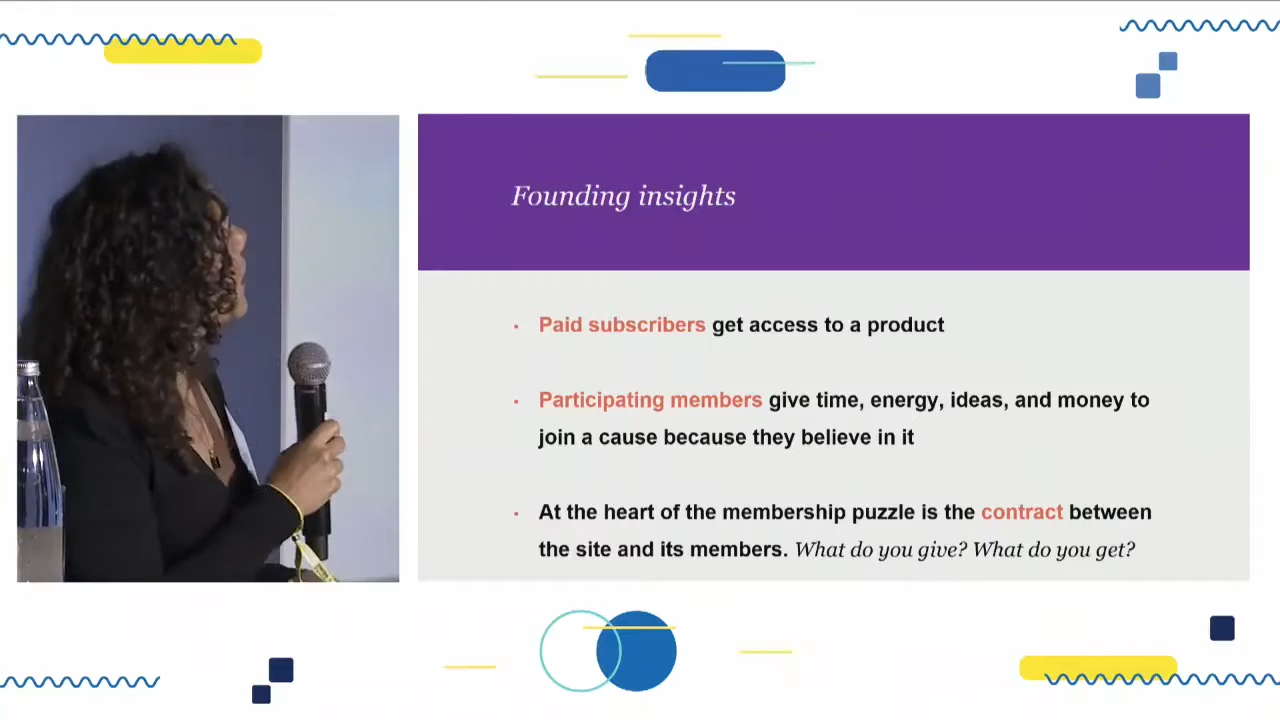 Founding insights
• Paid subscribers get access to a product
• Participating members give time, energy, ideas, and money to
join a cause because they believe in it
• At the heart of the membership puzzle is the contract between
the site and its members. What do you give? What do you get?